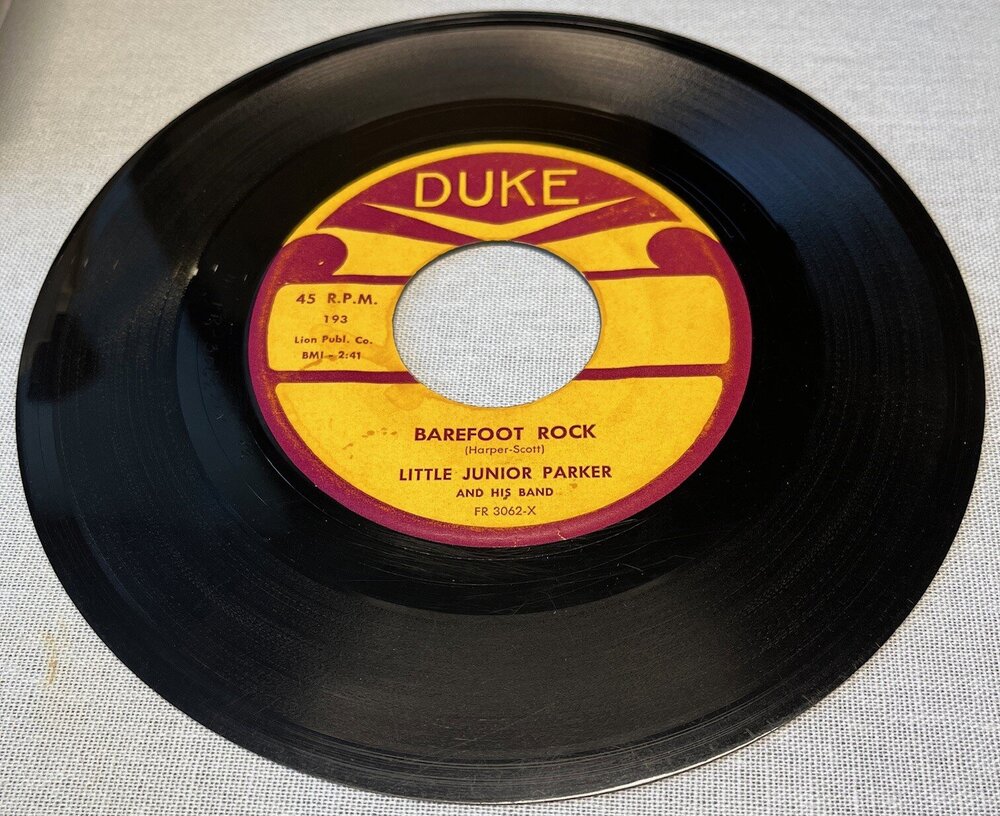 DUKE
45 R.P.M.
193
Lion Publ. Co.
BMI - 2:41
BAREFOOT ROCK
(Harper-Scott)
LITTLE JUNIOR PARKER
AND HIS BAND
FR 3062-X